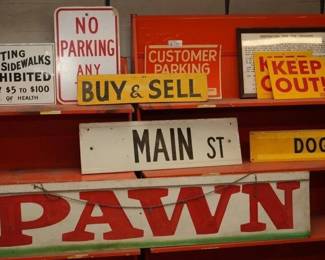 TING
SIDEWALKS
HIBITED
$5 TO $100
OF HEALTH
NO
PARKING
ANY
CUSTOMER
PARKING
KEEP
OUT!
BUY & SELL
MAIN ST
DOG
PAWN